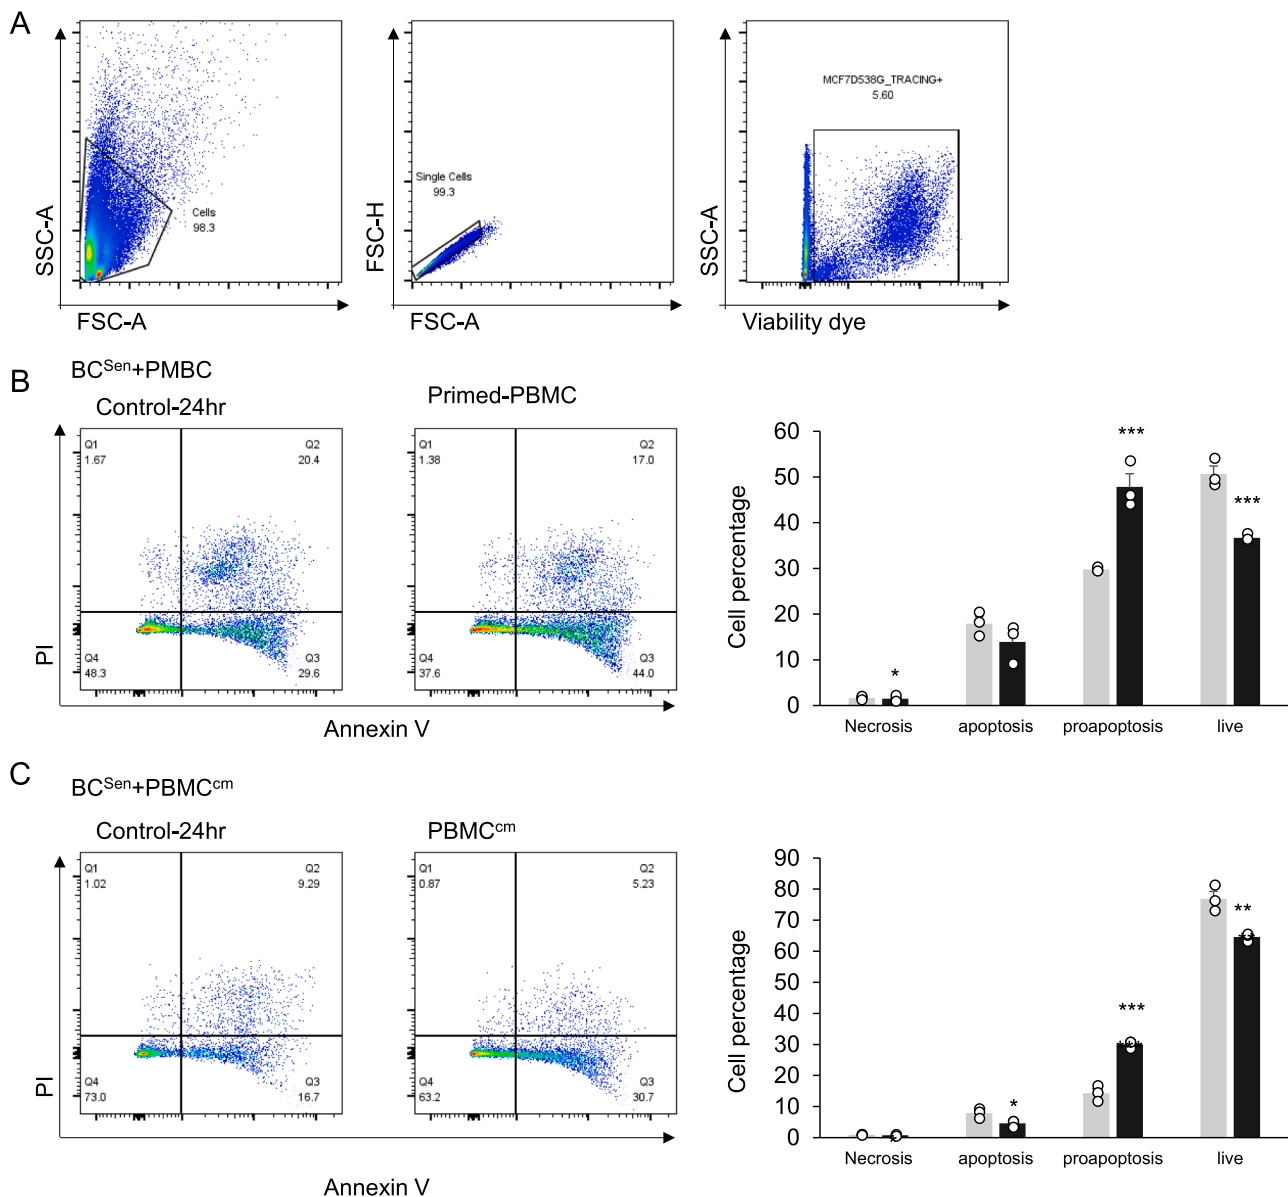 A
SSC-A
Cells
98.3
FSC-A
FSC-H
Single Cells
99.3
FSC-A
SSC-A
MCF7D538G_TRACING+
5.60
Viability dye
B
BCSen+PMBC
Control-24hr
Primed-PBMC
PI
Q1
1.67
Q2
20.4
Q4
48.3
Q3
29.6
Q1
1.38
Q2
17.0
Q4
37.6
Q3
44.0
Annexin V
Cell percentage
60
50
40
30
20
10
0
*
***
***
Necrosis apoptosis proapoptosis live
C
BCSen+PBMCcm
Control-24hr
PBMCcm
PI
Q1
1.02
Q2
9.29
Q4
73.0
Q3
16.7
Q1
0.87
Q2
5.23
Q4
63.2
Q3
30.7
Annexin V
Cell percentage
90
80
70
60
50
40
30
20
10
0
*
***
**
Necrosis apoptosis proapoptosis live